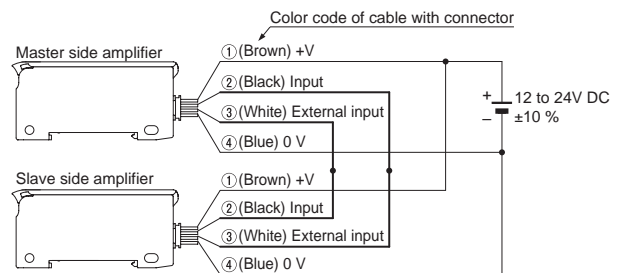 Color code of cable with connector
Master side amplifier
① (Brown) +V
② (Black) Input
③ (White) External input
④ (Blue) 0 V
+
−
12 to 24V DC
±10 %
Slave side amplifier
① (Brown) +V
② (Black) Input
③ (White) External input
④ (Blue) 0 V